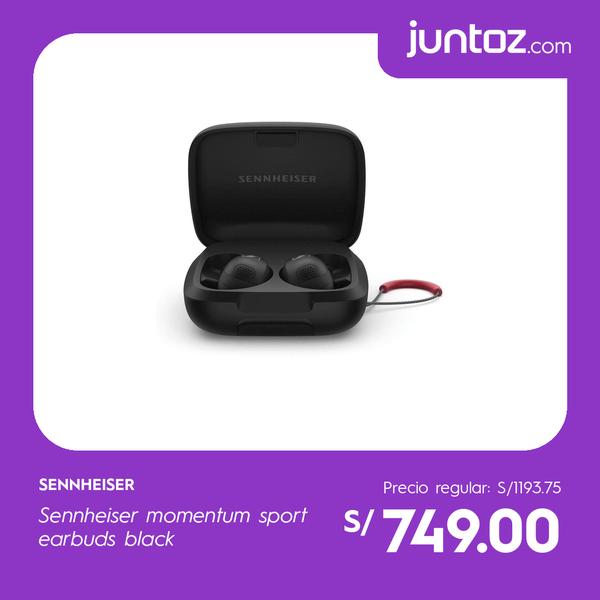 juntoz.com
SENNHEISER
SENNHEISER
Sennheiser momentum sport
earbuds black
Precio regular: S/1193.75
S/749.00